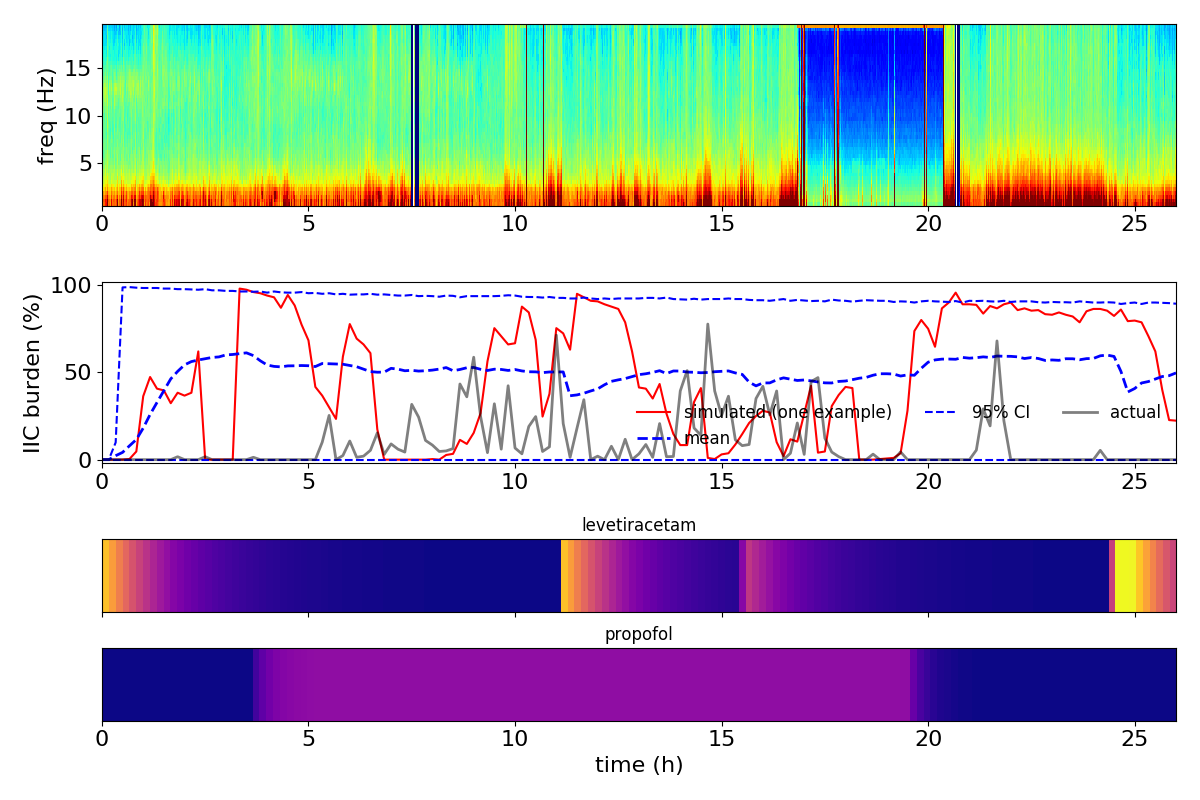 freq (Hz)
15
10
5
0 5 10 15 20 25
IIC burden (%)
100
50
0
simulated (one example) 95% CI actual
mean
0 5 10 15 20 25
levetiracetam
propofol
0 5 10 15 20 25
time (h)